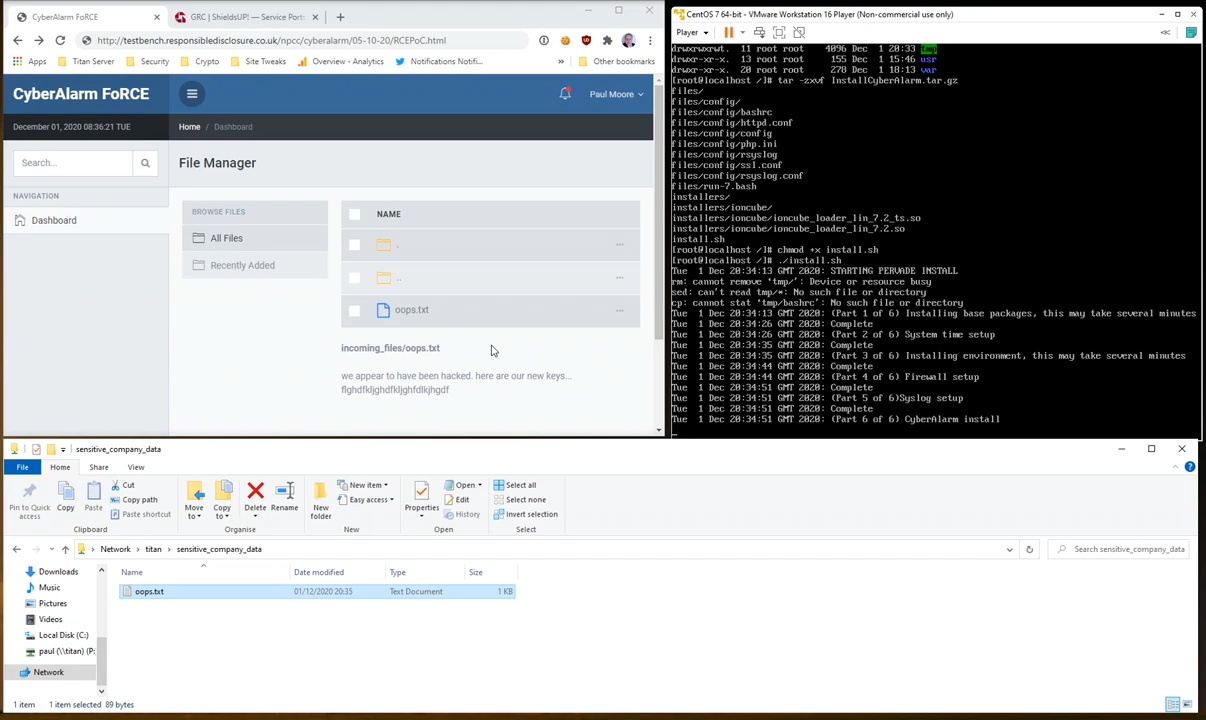 CyberAlarm FoRCE
GRC | ShieldsUP! — Service Ports
http://testbench.responsibledisclosure.co.uk/npcc/cyberalarm/05-10-20/RCEPoC.html
Apps
Titan Server
Security
Crypto
Site Tweaks
Overview - Analytics
Twitter Notifications Notifi...
»
Other bookmarks
CyberAlarm FoRCE
Paul Moore
December 01, 2020 08:36:21 TUE
Home / Dashboard
Search...
File Manager
NAVIGATION
Dashboard
BROWSE FILES
All Files
Recently Added
NAME
.
...
..
...
oops.txt
...
incoming_files/oops.txt
we appear to have been hacked. here are our new keys...
flghdfkljghdfkljghfdlkjhgdf
CentOS 7 64-bit - VMware Workstation 16 Player (Non-commercial use only)
Player
drwxrwxrwt. 11 root root 4096 Dec 1 20:33 tmp
drwxr-xr-x. 13 root root 155 Dec 1 15:46 usr
drwxr-xr-x. 21 root root 278 Dec 1 18:13 var
[root@localhost /]# tar -zxvf InstallCyberAlarm.tar.gz
files/
files/config/
files/config/bashrc
files/config/httpd.conf
files/config/config
files/config/php.ini
files/config/rsyslog
files/config/ssl.conf
files/config/rsyslog.conf
files/run-7.bash
installers/
installers/ioncube/
installers/ioncube/ioncube_loader_lin_7.2_ts.so
installers/ioncube/ioncube_loader_lin_7.2.so
install.sh
[root@localhost /]# chmod +x install.sh
[root@localhost /]# ./install.sh
Tue 1 Dec 20:34:13 GMT 2020: STARTING PERVADE INSTALL
rm: cannot remove 'tmp/': Device or resource busy
sed: can't read tmp/*: No such file or directory
cp: cannot stat 'tmp/bashrc': No such file or directory
Tue 1 Dec 20:34:13 GMT 2020: (Part 1 of 6) Installing base packages, this may take several minutes
Tue 1 Dec 20:34:26 GMT 2020: Complete
Tue 1 Dec 20:34:26 GMT 2020: (Part 2 of 6) System time setup
Tue 1 Dec 20:34:35 GMT 2020: Complete
Tue 1 Dec 20:34:35 GMT 2020: (Part 3 of 6) Installing environment, this may take several minutes
Tue 1 Dec 20:34:44 GMT 2020: Complete
Tue 1 Dec 20:34:44 GMT 2020: (Part 4 of 6) Firewall setup
Tue 1 Dec 20:34:51 GMT 2020: Complete
Tue 1 Dec 20:34:51 GMT 2020: (Part 5 of 6)Syslog setup
Tue 1 Dec 20:34:51 GMT 2020: Complete
Tue 1 Dec 20:34:51 GMT 2020: (Part 6 of 6) CyberAlarm install
sensitive_company_data
File
Home
Share
View
Pin to Quick access
Copy
Paste
Cut
Copy path
Paste shortcut
Clipboard
Move to
Copy to
Delete
Rename
Organise
New folder
New item
Easy access
New
Properties
Open
Edit
History
Open
Select all
Select none
Invert selection
Select
Network > titan > sensitive_company_data
Search sensitive_company_data
Downloads
Music
Pictures
Videos
Local Disk (C:)
paul (\\titan) (P:
Network
Name
Date modified
Type
Size
oops.txt
01/12/2020 20:35
Text Document
1 KB
1 item
1 item selected 89 bytes